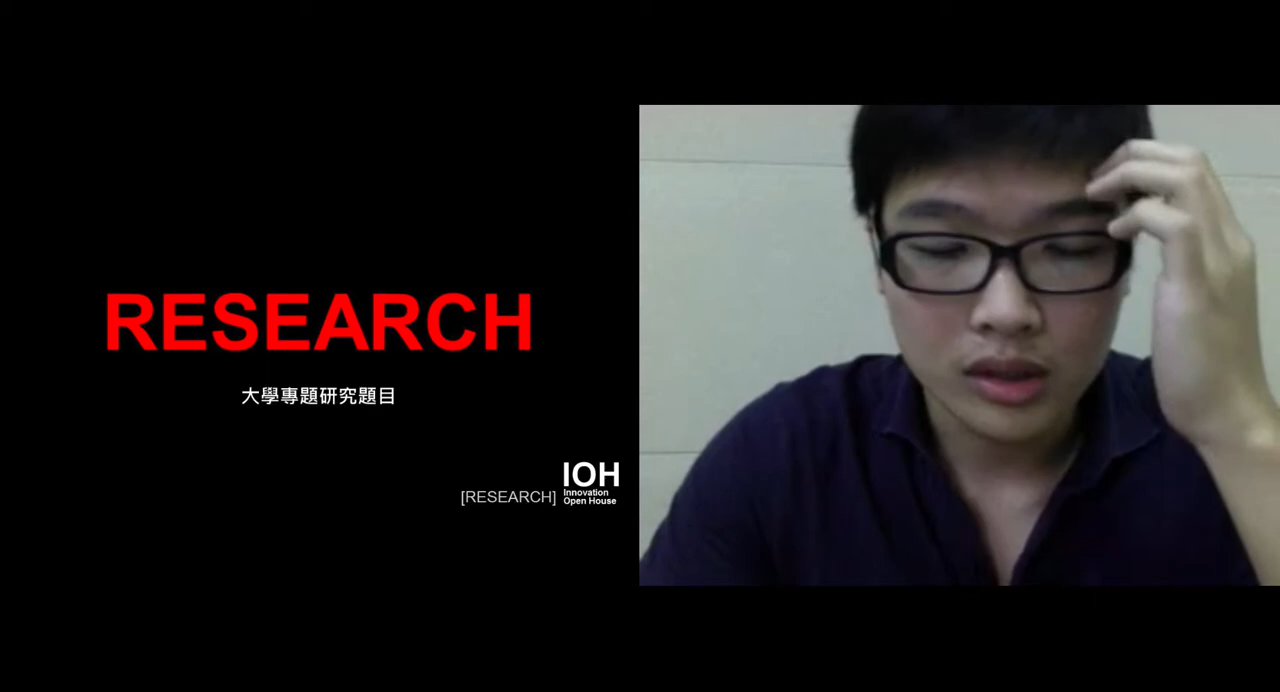 RESEARCH
大學專題研究題目
IOH
[RESEARCH] Innovation
Open House